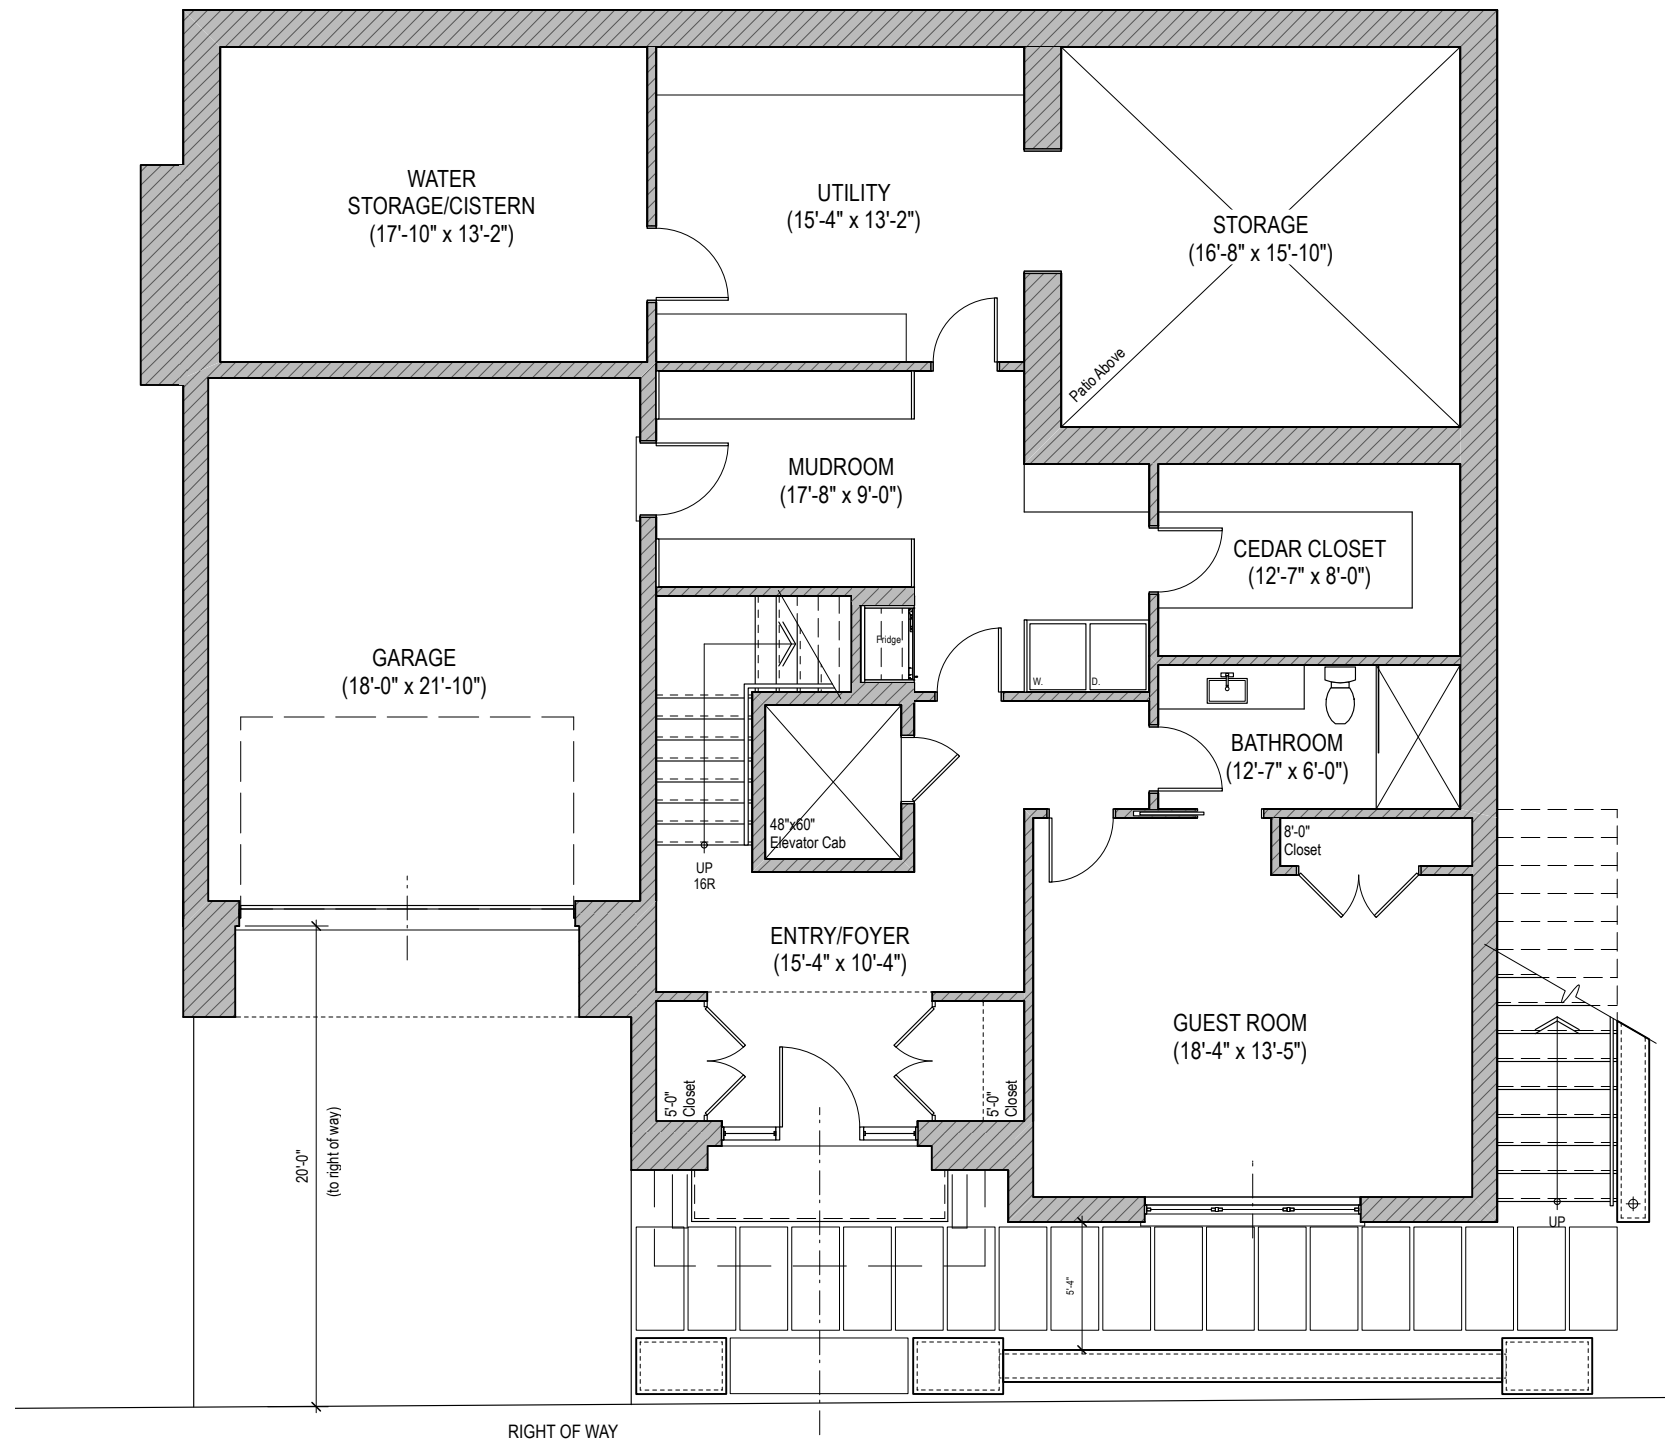 WATER
STORAGE/CISTERN
(17'-10" x 13'-2")
UTILITY
(15'-4" x 13'-2")
STORAGE
(16'-8" x 15'-10")
Patio Above
MUDROOM
(17'-8" x 9'-0")
CEDAR CLOSET
(12'-7" x 8'-0")
GARAGE
(18'-0" x 21'-10")
Fridge
W.
D.
BATHROOM
(12'-7" x 6'-0")
48"x60"
Elevator Cab
UP
16R
8'-0"
Closet
ENTRY/FOYER
(15'-4" x 10'-4")
GUEST ROOM
(18'-4" x 13'-5")
5'-0"
Closet
5'-0"
Closet
20'-0"
(to right of way)
UP
5'-4"
RIGHT OF WAY